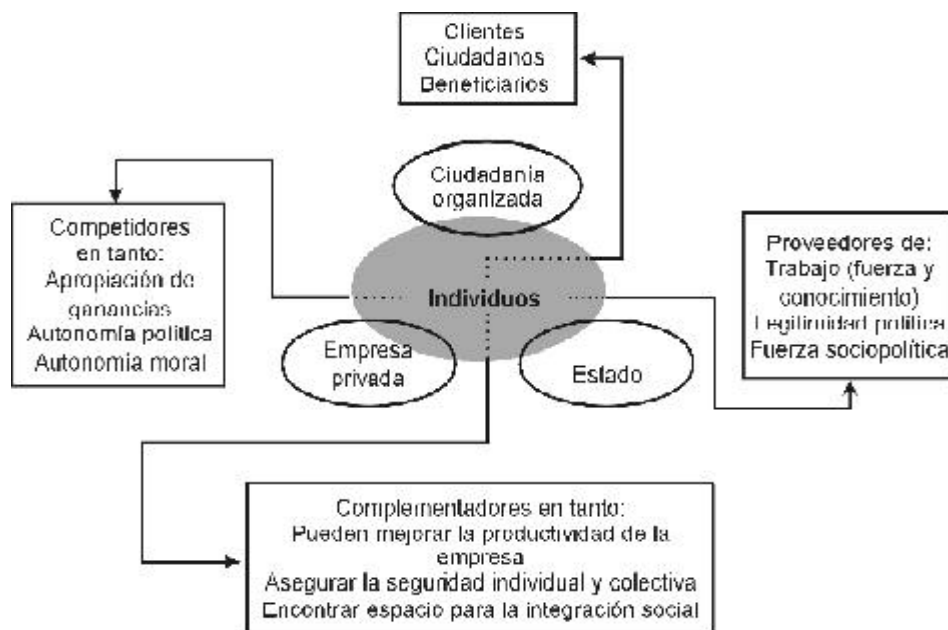 Clientes
Ciudadanos
Beneficiarios
Ciudadanía
organizada
Competidores
en tanto:
Apropiación de
ganancias
Autonomía política
Autonomía moral
Individuos
Proveedores de:
Trabajo (fuerza y
conocimiento)
Legitimidad política
Fuerza sociopolítica
Empresa
privada
Estado
Complementadores en tanto:
Pueden mejorar la productividad de la
empresa
Asegurar la seguridad individual y colectiva
Encontrar espacio para la integración social